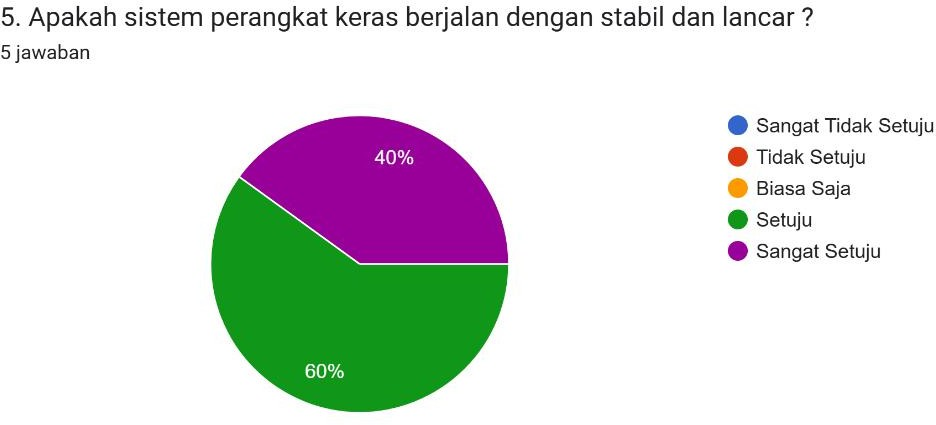 5. Apakah sistem perangkat keras berjalan dengan stabil dan lancar ?
5 jawaban
40%
60%
Sangat Tidak Setuju
Tidak Setuju
Biasa Saja
Setuju
Sangat Setuju